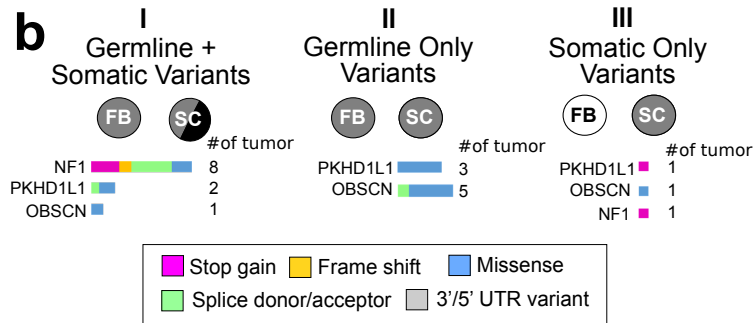 b
I
Germline +
Somatic Variants
FB SC
#of tumor
NF1 8
PKHD1L1 2
OBSCN 1
II
Germline Only
Variants
FB SC
#of tumor
PKHD1L1 3
OBSCN 5
III
Somatic Only
Variants
FB SC
#of tumor
PKHD1L1 1
OBSCN 1
NF1 1
Stop gain Frame shift Missense
Splice donor/acceptor 3’/5’ UTR variant